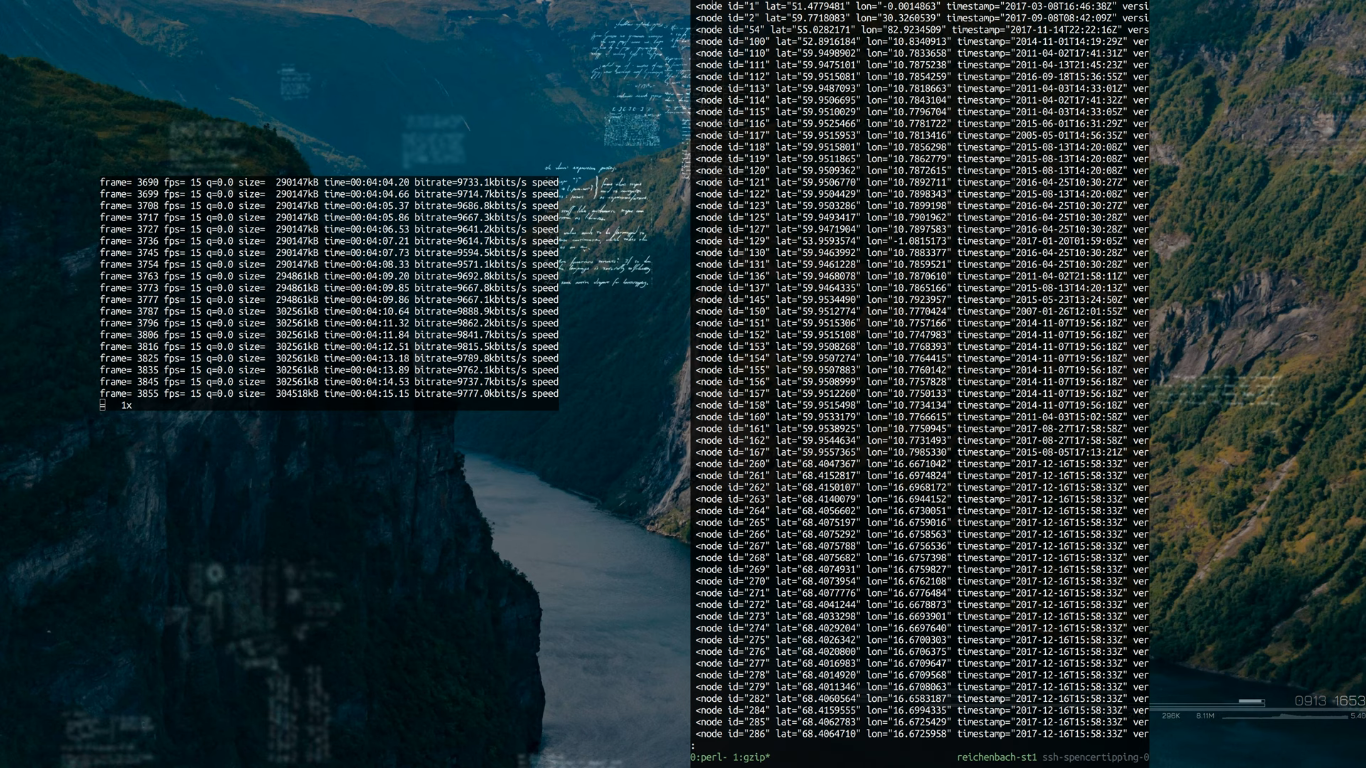 frame= 3690 fps= 15 q=0.0 size=  290147kB time=00:04:04.20 bitrate=9733.1kbits/s speed
frame= 3699 fps= 15 q=0.0 size=  290147kB time=00:04:04.66 bitrate=9714.7kbits/s speed
frame= 3708 fps= 15 q=0.0 size=  290147kB time=00:04:05.37 bitrate=9686.8kbits/s speed
frame= 3717 fps= 15 q=0.0 size=  290147kB time=00:04:05.86 bitrate=9667.3kbits/s speed
frame= 3727 fps= 15 q=0.0 size=  290147kB time=00:04:06.53 bitrate=9641.2kbits/s speed
frame= 3736 fps= 15 q=0.0 size=  290147kB time=00:04:07.21 bitrate=9614.7kbits/s speed
frame= 3745 fps= 15 q=0.0 size=  290147kB time=00:04:07.73 bitrate=9594.5kbits/s speed
frame= 3754 fps= 15 q=0.0 size=  290147kB time=00:04:08.33 bitrate=9571.1kbits/s speed
frame= 3763 fps= 15 q=0.0 size=  294861kB time=00:04:09.20 bitrate=9692.8kbits/s speed
frame= 3773 fps= 15 q=0.0 size=  294861kB time=00:04:09.85 bitrate=9667.8kbits/s speed
frame= 3777 fps= 15 q=0.0 size=  294861kB time=00:04:09.86 bitrate=9667.1kbits/s speed
frame= 3787 fps= 15 q=0.0 size=  302561kB time=00:04:10.64 bitrate=9888.9kbits/s speed
frame= 3796 fps= 15 q=0.0 size=  302561kB time=00:04:11.32 bitrate=9862.2kbits/s speed
frame= 3806 fps= 15 q=0.0 size=  302561kB time=00:04:11.84 bitrate=9841.7kbits/s speed
frame= 3816 fps= 15 q=0.0 size=  302561kB time=00:04:12.51 bitrate=9815.5kbits/s speed
frame= 3825 fps= 15 q=0.0 size=  302561kB time=00:04:13.18 bitrate=9789.8kbits/s speed
frame= 3835 fps= 15 q=0.0 size=  302561kB time=00:04:13.89 bitrate=9762.1kbits/s speed
frame= 3845 fps= 15 q=0.0 size=  302561kB time=00:04:14.53 bitrate=9737.7kbits/s speed
frame= 3855 fps= 15 q=0.0 size=  304518kB time=00:04:15.15 bitrate=9777.0kbits/s speed
=   1x
<node id="1" lat="51.4779481" lon="-0.0014863" timestamp="2017-03-08T16:46:38Z" versi
<node id="2" lat="59.7718083" lon="30.3260539" timestamp="2017-09-08T08:42:09Z" versi
<node id="54" lat="55.0282171" lon="82.9234509" timestamp="2017-11-14T22:22:16Z" vers
<node id="100" lat="52.8916184" lon="10.8340913" timestamp="2014-11-01T14:19:29Z" ver
<node id="110" lat="59.9498902" lon="10.7833658" timestamp="2011-04-02T17:41:31Z" ver
<node id="111" lat="59.9475101" lon="10.7875238" timestamp="2011-04-13T21:45:23Z" ver
<node id="112" lat="59.9515081" lon="10.7854259" timestamp="2016-09-18T15:36:55Z" ver
<node id="113" lat="59.9487093" lon="10.7818663" timestamp="2011-04-03T14:33:01Z" ver
<node id="114" lat="59.9506695" lon="10.7843104" timestamp="2011-04-02T17:41:32Z" ver
<node id="115" lat="59.9510029" lon="10.7796704" timestamp="2011-04-03T14:33:05Z" ver
<node id="116" lat="59.9525466" lon="10.7781722" timestamp="2015-06-01T16:31:29Z" ver
<node id="117" lat="59.9515953" lon="10.7813416" timestamp="2005-05-01T14:56:35Z" ver
<node id="118" lat="59.9515801" lon="10.7856298" timestamp="2015-08-13T14:20:08Z" ver
<node id="119" lat="59.9511865" lon="10.7862779" timestamp="2015-08-13T14:20:08Z" ver
<node id="120" lat="59.9509362" lon="10.7872615" timestamp="2015-08-13T14:20:08Z" ver
<node id="121" lat="59.9506770" lon="10.7892711" timestamp="2016-04-25T10:30:27Z" ver
<node id="122" lat="59.9504429" lon="10.7898343" timestamp="2015-08-13T14:20:08Z" ver
<node id="123" lat="59.9503286" lon="10.7899198" timestamp="2016-04-25T10:30:27Z" ver
<node id="125" lat="59.9493417" lon="10.7901962" timestamp="2016-04-25T10:30:28Z" ver
<node id="127" lat="59.9471904" lon="10.7897583" timestamp="2016-04-25T10:30:28Z" ver
<node id="129" lat="53.9593574" lon="-1.0815173" timestamp="2017-01-20T01:59:05Z" ver
<node id="130" lat="59.9463992" lon="10.7883377" timestamp="2016-04-25T10:30:28Z" ver
<node id="131" lat="59.9461228" lon="10.7859521" timestamp="2016-04-25T10:30:28Z" ver
<node id="136" lat="59.9468078" lon="10.7870610" timestamp="2011-04-02T21:58:11Z" ver
<node id="137" lat="59.9464335" lon="10.7865166" timestamp="2015-08-13T14:20:13Z" ver
<node id="145" lat="59.9534490" lon="10.7923957" timestamp="2015-05-23T13:24:50Z" ver
<node id="150" lat="59.9512774" lon="10.7770424" timestamp="2007-01-26T12:01:55Z" ver
<node id="151" lat="59.9515306" lon="10.7757166" timestamp="2014-11-07T19:56:18Z" ver
<node id="152" lat="59.9515108" lon="10.7747983" timestamp="2014-11-07T19:56:18Z" ver
<node id="153" lat="59.9508268" lon="10.7768393" timestamp="2014-11-07T19:56:18Z" ver
<node id="154" lat="59.9507274" lon="10.7764415" timestamp="2014-11-07T19:56:18Z" ver
<node id="155" lat="59.9507883" lon="10.7760142" timestamp="2014-11-07T19:56:18Z" ver
<node id="156" lat="59.9508999" lon="10.7757828" timestamp="2014-11-07T19:56:18Z" ver
<node id="157" lat="59.9512260" lon="10.7750133" timestamp="2014-11-07T19:56:18Z" ver
<node id="158" lat="59.9515498" lon="10.7734134" timestamp="2014-11-07T19:56:18Z" ver
<node id="160" lat="59.9533179" lon="10.7766615" timestamp="2011-04-03T15:02:58Z" ver
<node id="161" lat="59.9538925" lon="10.7750945" timestamp="2017-08-27T17:58:58Z" ver
<node id="162" lat="59.9544634" lon="10.7731493" timestamp="2017-08-27T17:58:58Z" ver
<node id="167" lat="59.9557365" lon="10.7985330" timestamp="2015-08-05T17:13:21Z" ver
<node id="260" lat="68.4047367" lon="16.6671042" timestamp="2017-12-16T15:58:33Z" ver
<node id="261" lat="68.4152817" lon="16.6974824" timestamp="2017-12-16T15:58:33Z" ver
<node id="262" lat="68.4150107" lon="16.6968172" timestamp="2017-12-16T15:58:33Z" ver
<node id="263" lat="68.4140079" lon="16.6944152" timestamp="2017-12-16T15:58:33Z" ver
<node id="264" lat="68.4056602" lon="16.6730051" timestamp="2017-12-16T15:58:33Z" ver
<node id="265" lat="68.4075197" lon="16.6759016" timestamp="2017-12-16T15:58:33Z" ver
<node id="266" lat="68.4075292" lon="16.6758563" timestamp="2017-12-16T15:58:33Z" ver
<node id="267" lat="68.4075788" lon="16.6756536" timestamp="2017-12-16T15:58:33Z" ver
<node id="268" lat="68.4075682" lon="16.6757398" timestamp="2017-12-16T15:58:33Z" ver
<node id="269" lat="68.4074931" lon="16.6759827" timestamp="2017-12-16T15:58:33Z" ver
<node id="270" lat="68.4073954" lon="16.6762108" timestamp="2017-12-16T15:58:33Z" ver
<node id="271" lat="68.4077776" lon="16.6776484" timestamp="2017-12-16T15:58:33Z" ver
<node id="272" lat="68.4041244" lon="16.6678873" timestamp="2017-12-16T15:58:33Z" ver
<node id="273" lat="68.4033298" lon="16.6693901" timestamp="2017-12-16T15:58:33Z" ver
<node id="274" lat="68.4029204" lon="16.6697640" timestamp="2017-12-16T15:58:33Z" ver
<node id="275" lat="68.4026342" lon="16.6700303" timestamp="2017-12-16T15:58:33Z" ver
<node id="276" lat="68.4020800" lon="16.6706375" timestamp="2017-12-16T15:58:33Z" ver
<node id="277" lat="68.4016983" lon="16.6709647" timestamp="2017-12-16T15:58:33Z" ver
<node id="278" lat="68.4014920" lon="16.6709568" timestamp="2017-12-16T15:58:33Z" ver
<node id="279" lat="68.4011346" lon="16.6708063" timestamp="2017-12-16T15:58:33Z" ver
<node id="282" lat="68.4060564" lon="16.6583187" timestamp="2017-12-16T15:58:33Z" ver
<node id="284" lat="68.4159555" lon="16.6994335" timestamp="2017-12-16T15:58:33Z" ver
<node id="285" lat="68.4062783" lon="16.6725429" timestamp="2017-12-16T15:58:33Z" ver
<node id="286" lat="68.4064710" lon="16.6725958" timestamp="2017-12-16T15:58:33Z" ver
:
0:perl- 1:gzip* reichenbach-st1 ssh-spencertipping-0
0913 -1653
296K 8.11M 5.40